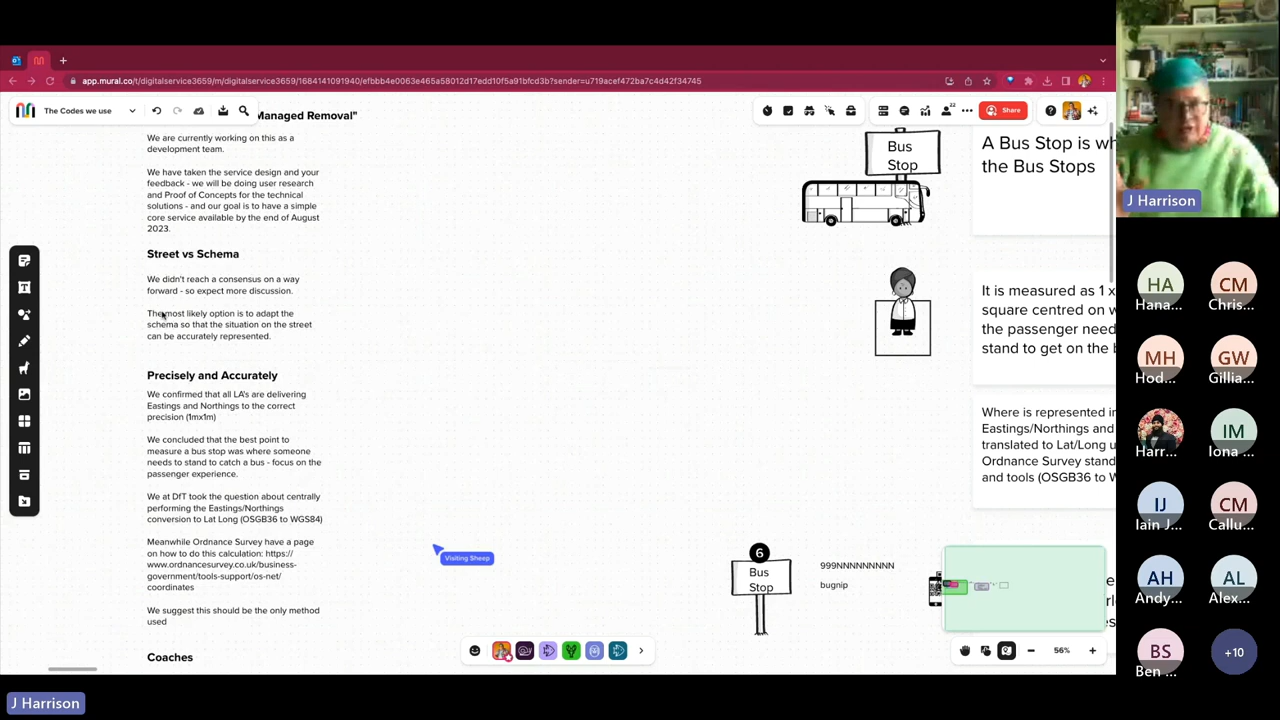 app.mural.co/t/digitalservice3659/m/digitalservice3659/1684141091940/efbbb4e0063e465a58012d17edd10f5a91bfcd3b?sender=u719acef472ba7c4d42f34745
The Codes we use
22
Share
Managed Removal"
We are currently working on this as a
development team.
We have taken the service design and your
feedback - we will be doing user research
and Proof of Concepts for the technical
solutions - and our goal is to have a simple
core service available by the end of August
2023.
Street vs Schema
We didn't reach a consensus on a way
forward - so expect more discussion.
The most likely option is to adapt the
schema so that the situation on the street
can be accurately represented.
Precisely and Accurately
We confirmed that all LA's are delivering
Eastings and Northings to the correct
precision (1mx1m)
We concluded that the best point to
measure a bus stop was where someone
needs to stand to catch a bus - focus on the
passenger experience.
We at DfT took the question about centrally
performing the Eastings/Northings
conversion to Lat Long (OSGB36 to WGS84)
Meanwhile Ordnance Survey have a page
on how to do this calculation: https://
www.ordnancesurvey.co.uk/business-
government/tools-support/os-net/
coordinates
We suggest this should be the only method
used
Coaches
Visiting Sheep
Bus
Stop
A Bus Stop is wh
the Bus Stops
It is measured as 1 x
square centred on w
the passenger need
stand to get on the b
Where is represented in
Eastings/Northings and
translated to Lat/Long u
Ordnance Survey stand
and tools (OSGB36 to W
6
Bus
Stop
999NNNNNNNN
bugnip
56%
J Harrison
HA
Hana...
CM
Chris...
MH
Hod...
GW
Gillia...
Harr...
IM
Iona ...
IJ
Iain J...
CM
Callu...
AH
Andy...
AL
Alex...
BS
Ben ...
+10
J Harrison